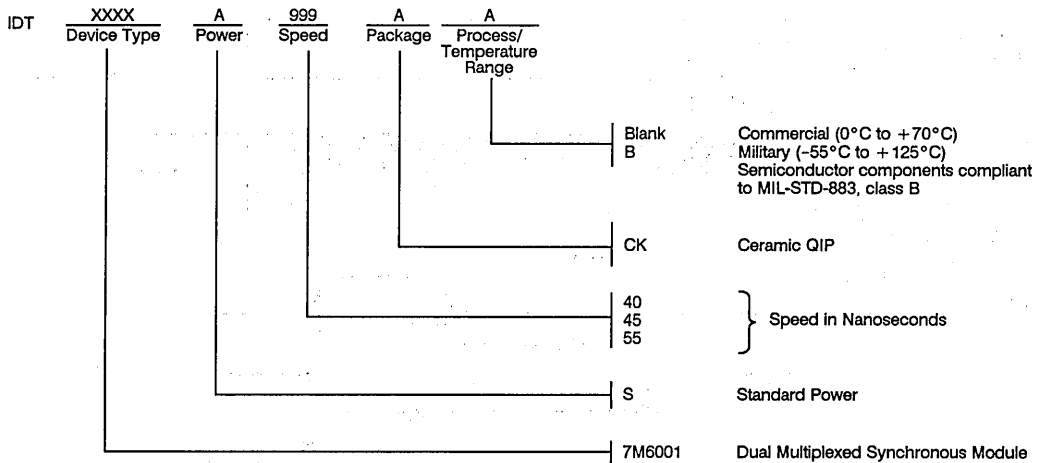 IDT XXXX A 999 A A
Device Type Power Speed Package Process/
Temperature
Range
Blank Commercial (0°C to +70°C)
B Military (–55°C to +125°C)
Semiconductor components compliant
to MIL-STD-883, class B
CK Ceramic QIP
40
45 Speed in Nanoseconds
55
S Standard Power
7M6001 Dual Multiplexed Synchronous Module